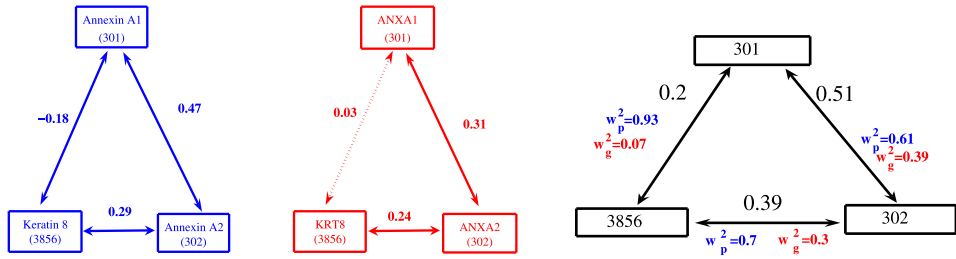 Annexin A1
(301)
−0.18
0.47
Keratin 8
(3856)
0.29
Annexin A2
(302)
ANXA1
(301)
0.03
0.31
KRT8
(3856)
0.24
ANXA2
(302)
301
0.2
0.51
w_p^2=0.93
w_g^2=0.07
w_p^2=0.61
w_g^2=0.39
3856
0.39
302
w_p^2=0.7
w_g^2=0.3